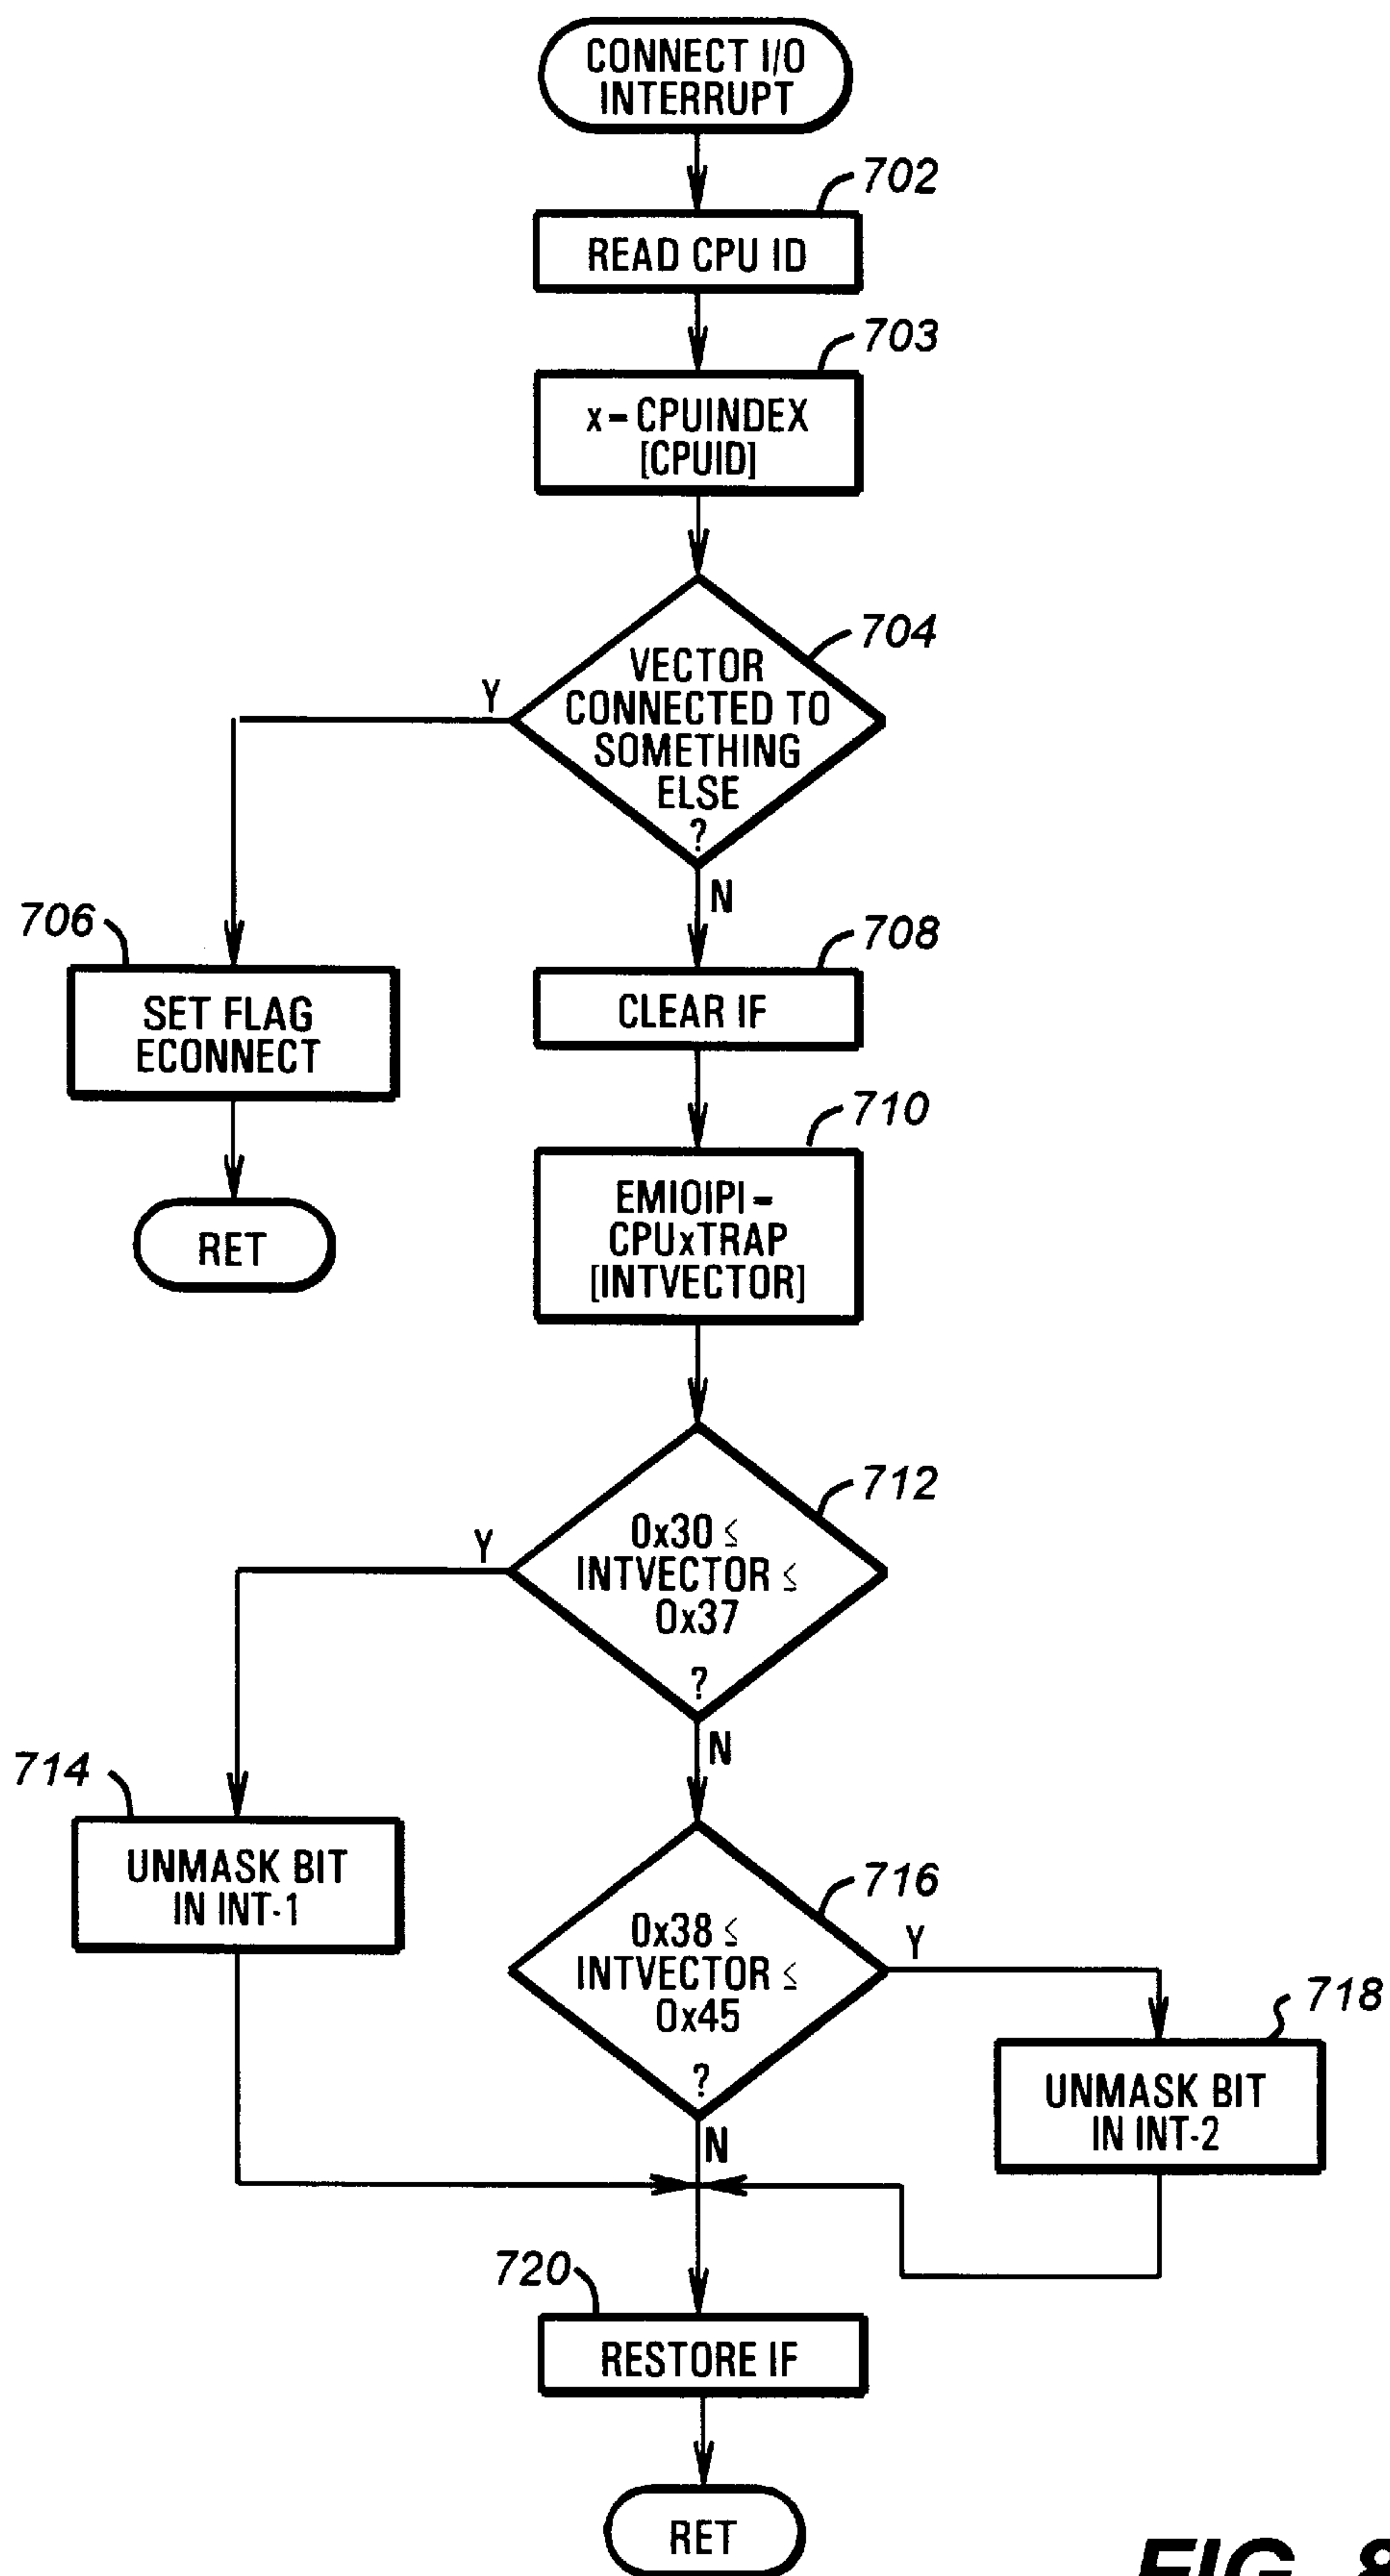 CONNECT I/O
INTERRUPT
702
READ CPU ID
703
x = CPUINDEX
[CPUID]
704
VECTOR
CONNECTED TO
SOMETHING
ELSE
?
Y
N
706
SET FLAG
ECONNECT
RET
708
CLEAR IF
710
EMIOIPI =
CPUxTRAP
[INTVECTOR]
712
0x30 ≤
INTVECTOR ≤
0x37
?
Y
N
714
UNMASK BIT
IN INT-1
716
0x38 ≤
INTVECTOR ≤
0x45
?
Y
N
718
UNMASK BIT
IN INT-2
720
RESTORE IF
RET
FIG. 8